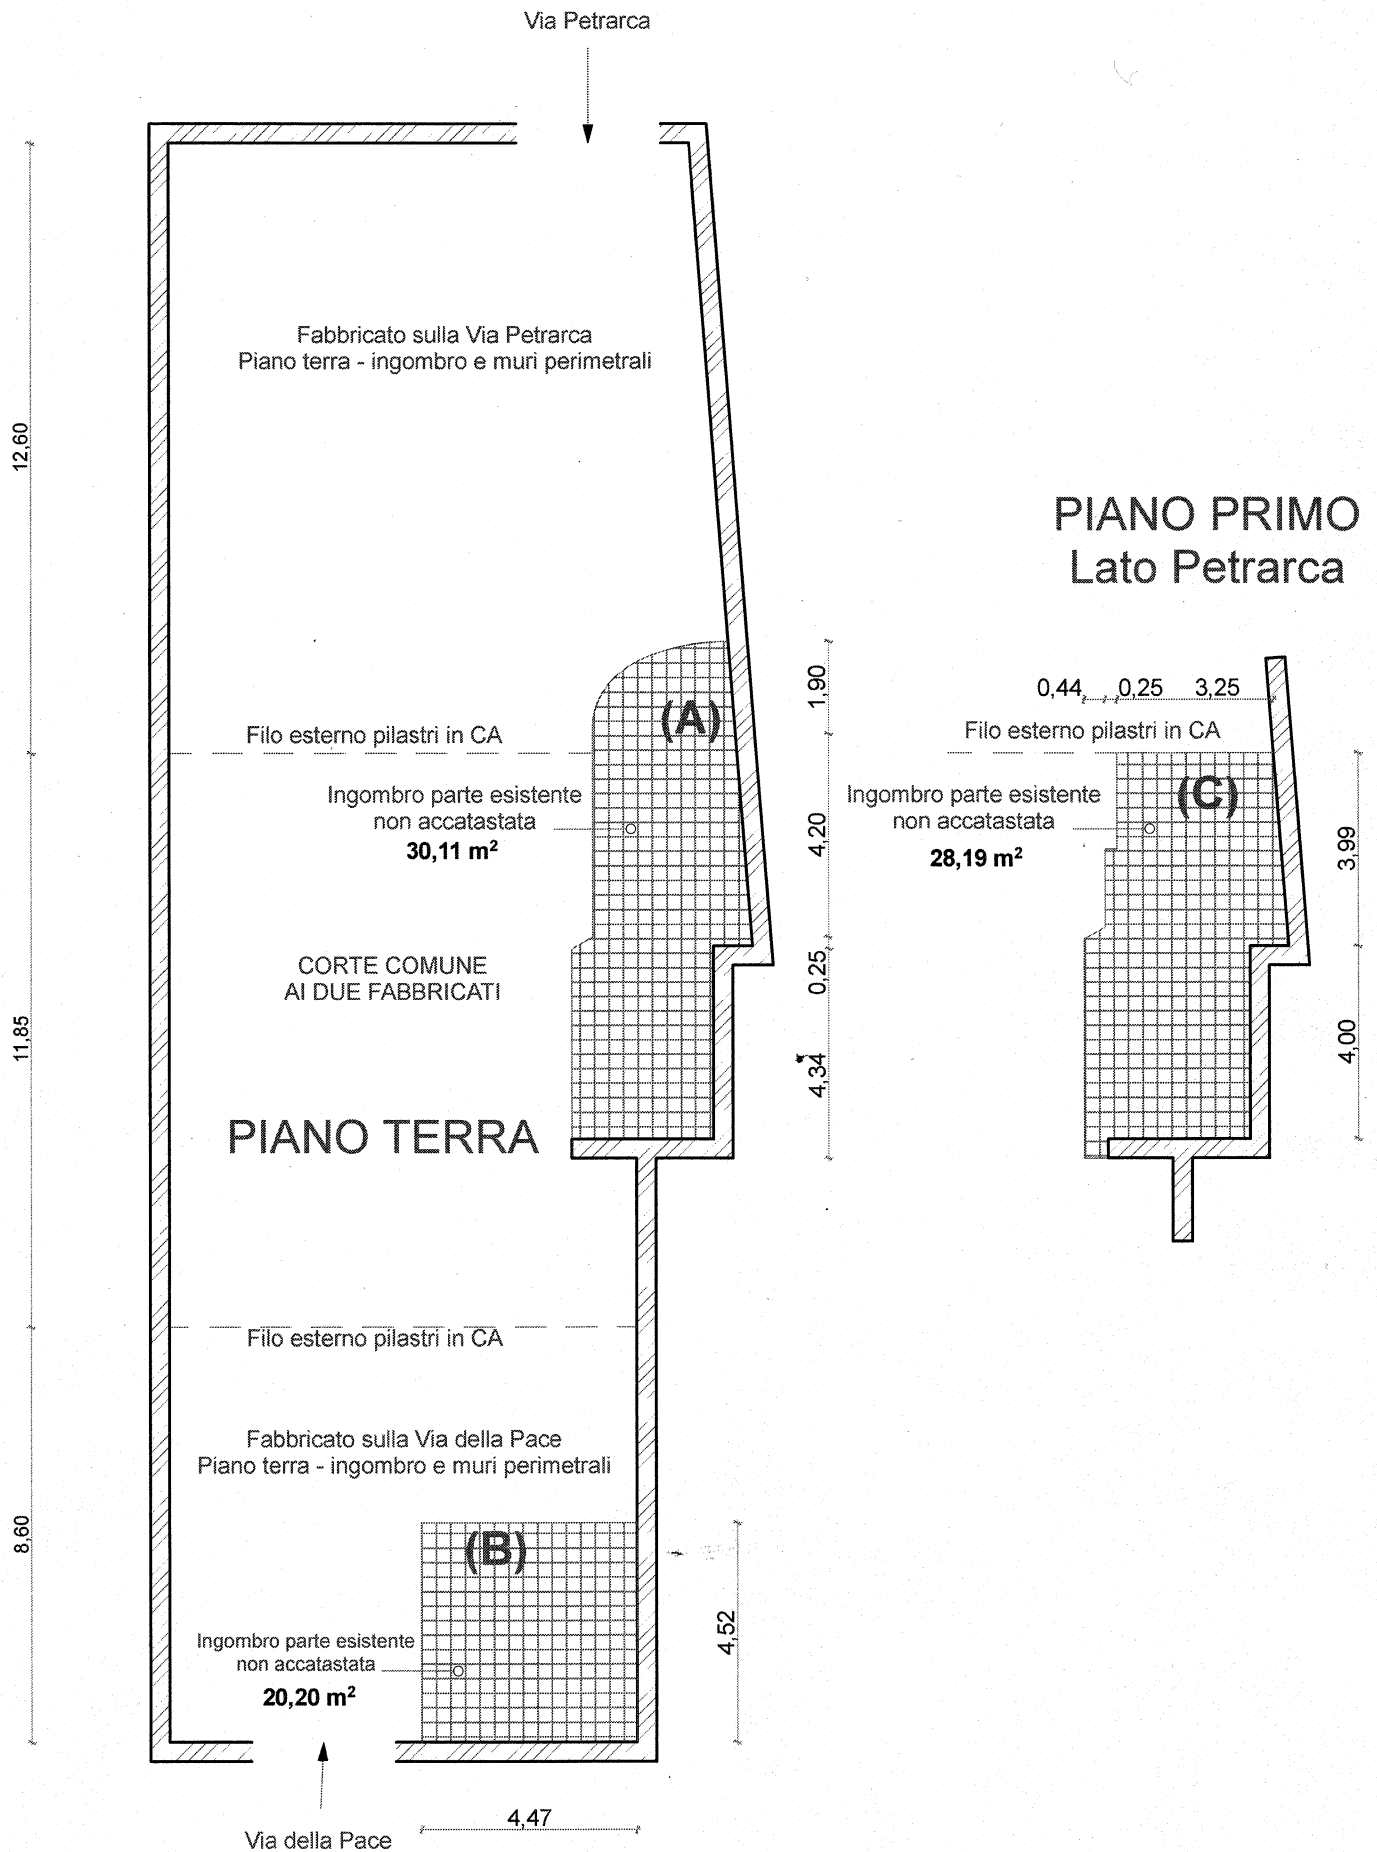 Via Petrarca
Fabbricato sulla Via Petrarca
Piano terra - ingombro e muri perimetrali
12,60
PIANO PRIMO
Lato Petrarca
(A)
1,90
0,44
0,25
3,25
Filo esterno pilastri in CA
Filo esterno pilastri in CA
Ingombro parte esistente
non accatastata
30,11 m²
4,20
Ingombro parte esistente
non accatastata
28,19 m²
(C)
3,99
CORTE COMUNE
AI DUE FABBRICATI
0,25
11,85
4,34
4,00
PIANO TERRA
Filo esterno pilastri in CA
Fabbricato sulla Via della Pace
Piano terra - ingombro e muri perimetrali
8,60
(B)
Ingombro parte esistente
non accatastata
20,20 m²
4,52
4,47
Via della Pace